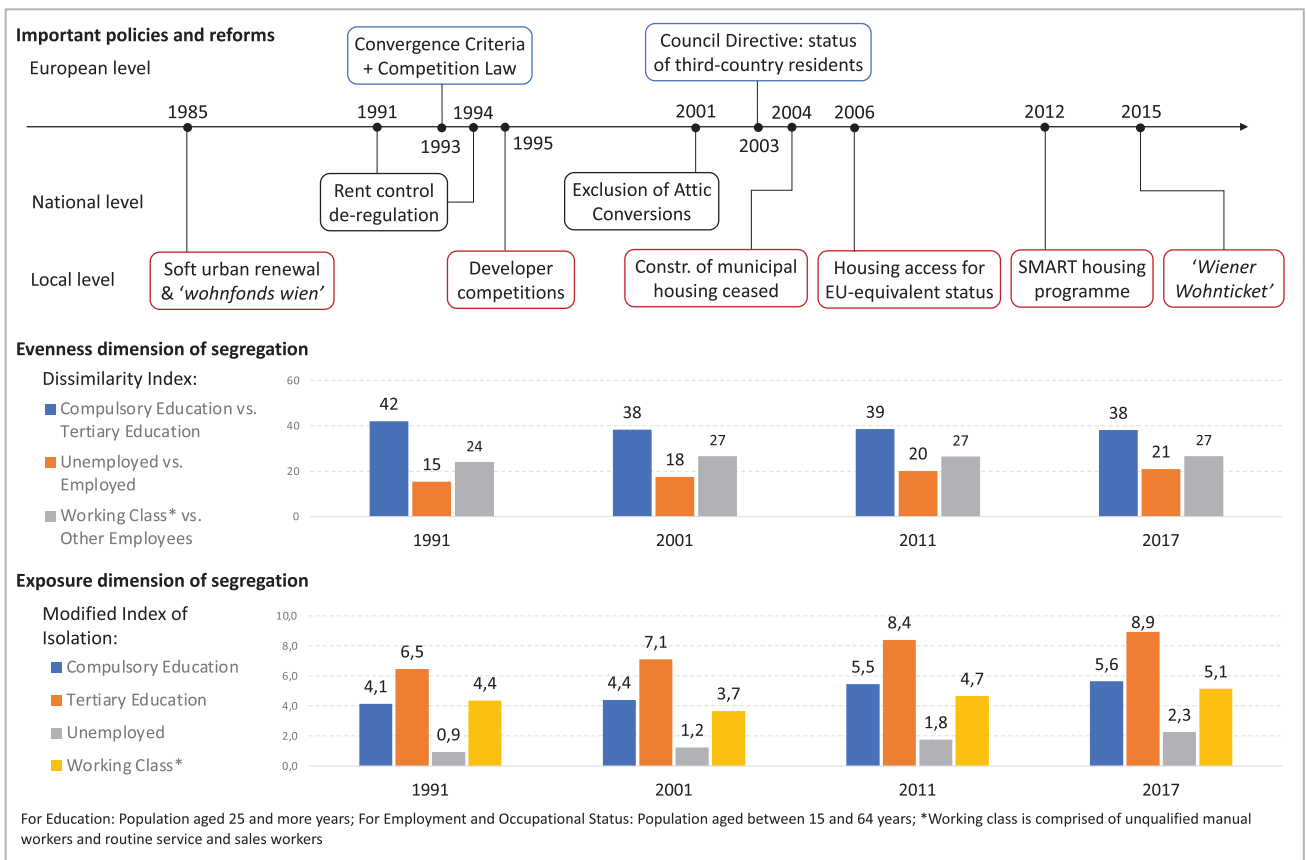 Important policies and reforms
European level
Convergence Criteria
+ Competition Law
Council Directive: status
of third-country residents
1985
1991
1993
1994
1995
2001
2003
2004
2006
2012
2015
National level
Rent control
de-regulation
Exclusion of Attic
Conversions
Local level
Soft urban renewal
& ‘wohnfonds wien’
Developer
competitions
Constr. of municipal
housing ceased
Housing access for
EU-equivalent status
SMART housing
programme
‘Wiener
Wohnticket’
Evenness dimension of segregation
Dissimilarity Index:
Compulsory Education vs.
Tertiary Education
Unemployed vs.
Employed
Working Class* vs.
Other Employees
60
40
20
0
42
15
24
38
18
27
39
20
27
38
21
27
1991
2001
2011
2017
Exposure dimension of segregation
Modified Index of
Isolation:
Compulsory Education
Tertiary Education
Unemployed
Working Class*
10,0
8,0
6,0
4,0
2,0
0,0
4,1
6,5
0,9
4,4
4,4
7,1
1,2
3,7
5,5
8,4
1,8
4,7
5,6
8,9
2,3
5,1
1991
2001
2011
2017
For Education: Population aged 25 and more years; For Employment and Occupational Status: Population aged between 15 and 64 years; *Working class is comprised of unqualified manual
workers and routine service and sales workers